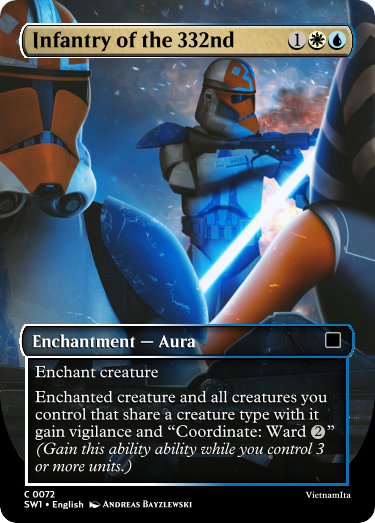 Infantry of the 332nd 1
Enchantment — Aura
Enchant creature
Enchanted creature and all creatures you
control that share a creature type with it
gain vigilance and “Coordinate: Ward 2”
(Gain this ability ability while you control 3
or more units.)
C 0072
SW1 • English Andreas Bayzlewski
VietnamIta